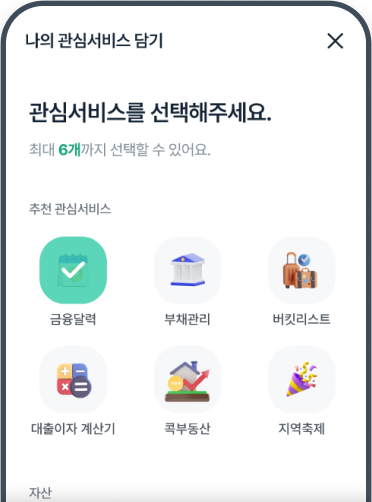 나의 관심서비스 담기
관심서비스를 선택해주세요.
최대 6개까지 선택할 수 있어요.
추천 관심서비스
금융달력
부채관리
버킷리스트
대출이자 계산기
콕부동산
지역축제
자산